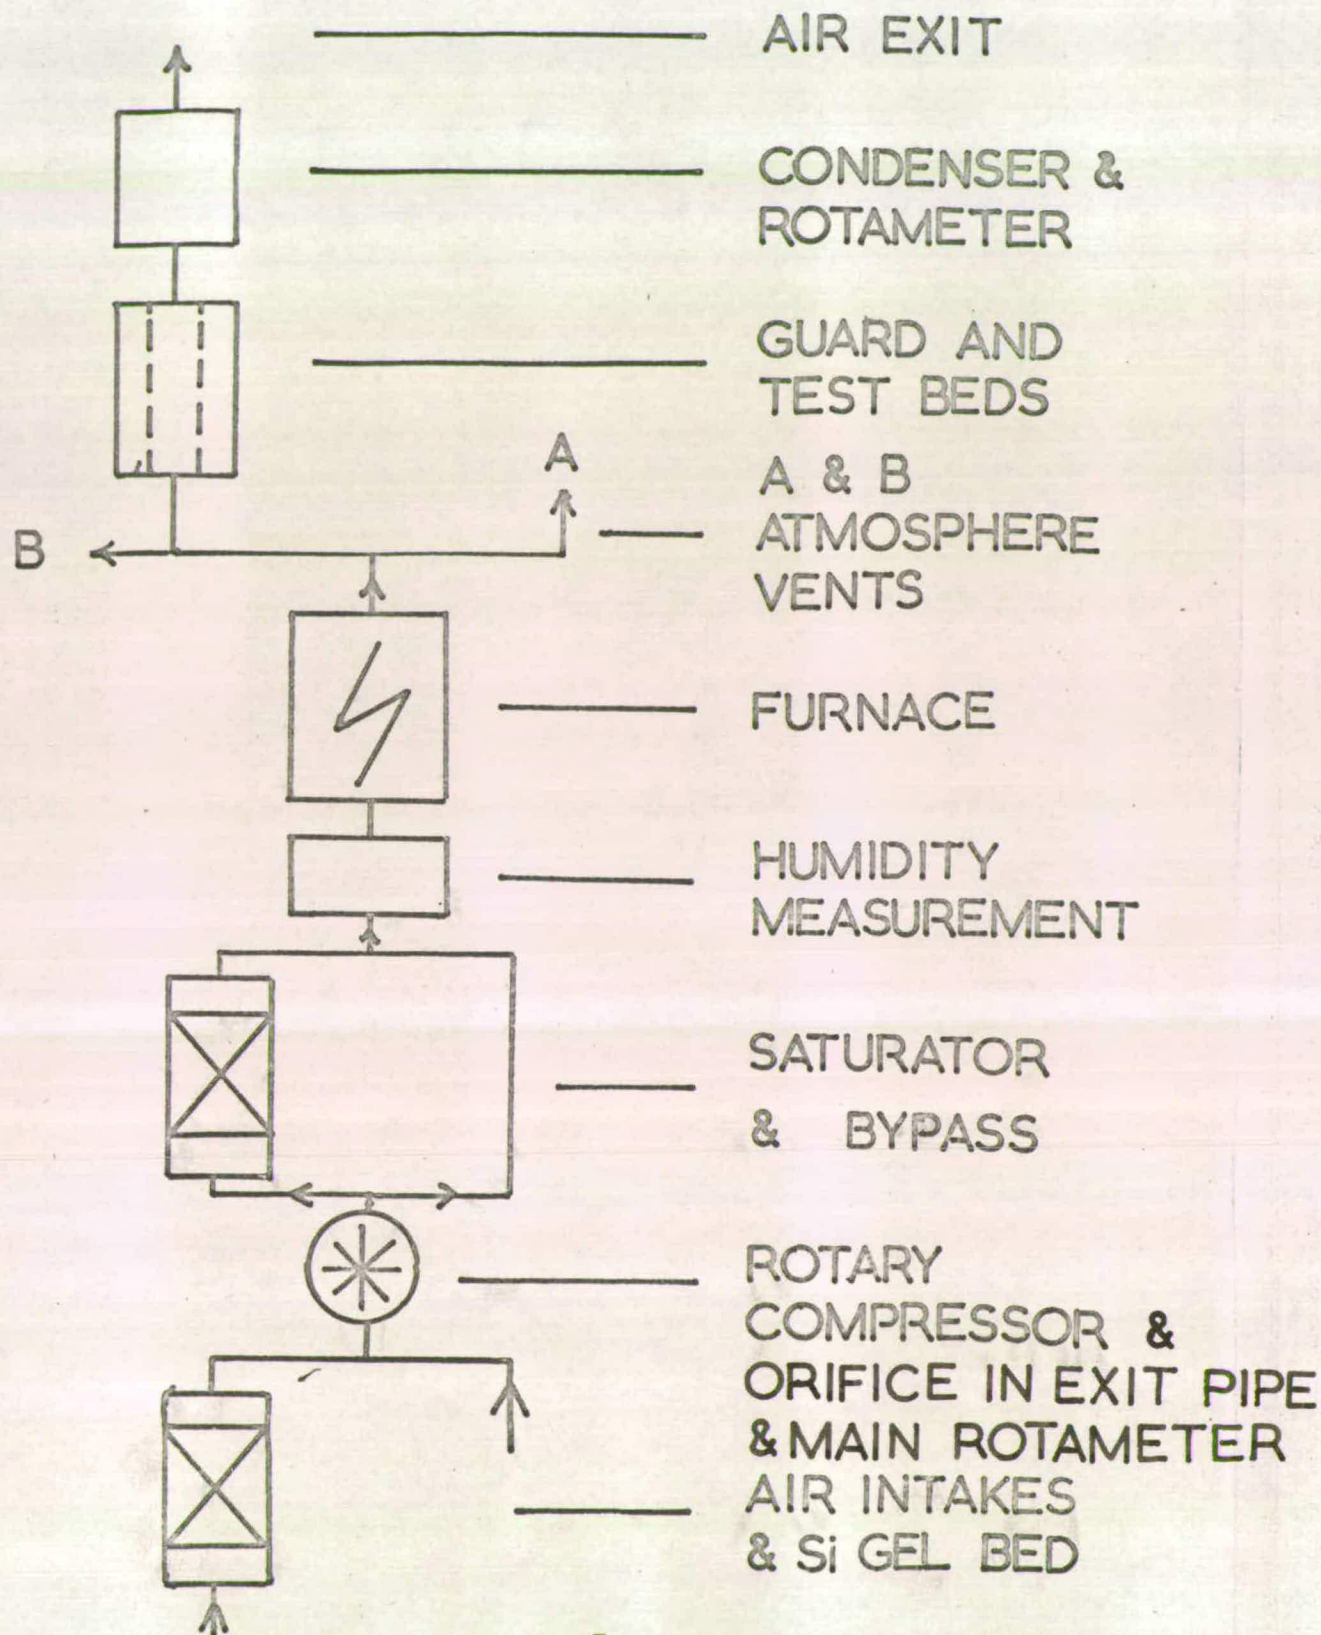 AIR EXIT
CONDENSER &
ROTAMETER
GUARD AND
TEST BEDS
A
A & B
ATMOSPHERE
VENTS
B
FURNACE
HUMIDITY
MEASUREMENT
SATURATOR
& BYPASS
ROTARY
COMPRESSOR &
ORIFICE IN EXIT PIPE
& MAIN ROTAMETER
AIR INTAKES
& Si GEL BED